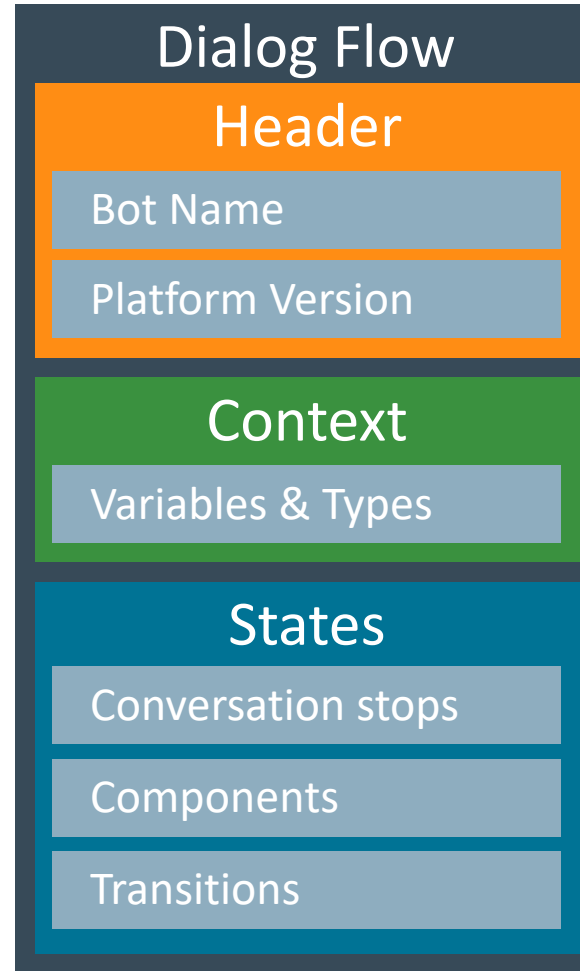 Dialog Flow
Header
Bot Name
Platform Version
Context
Variables & Types
States
Conversation stops
Components
Transitions